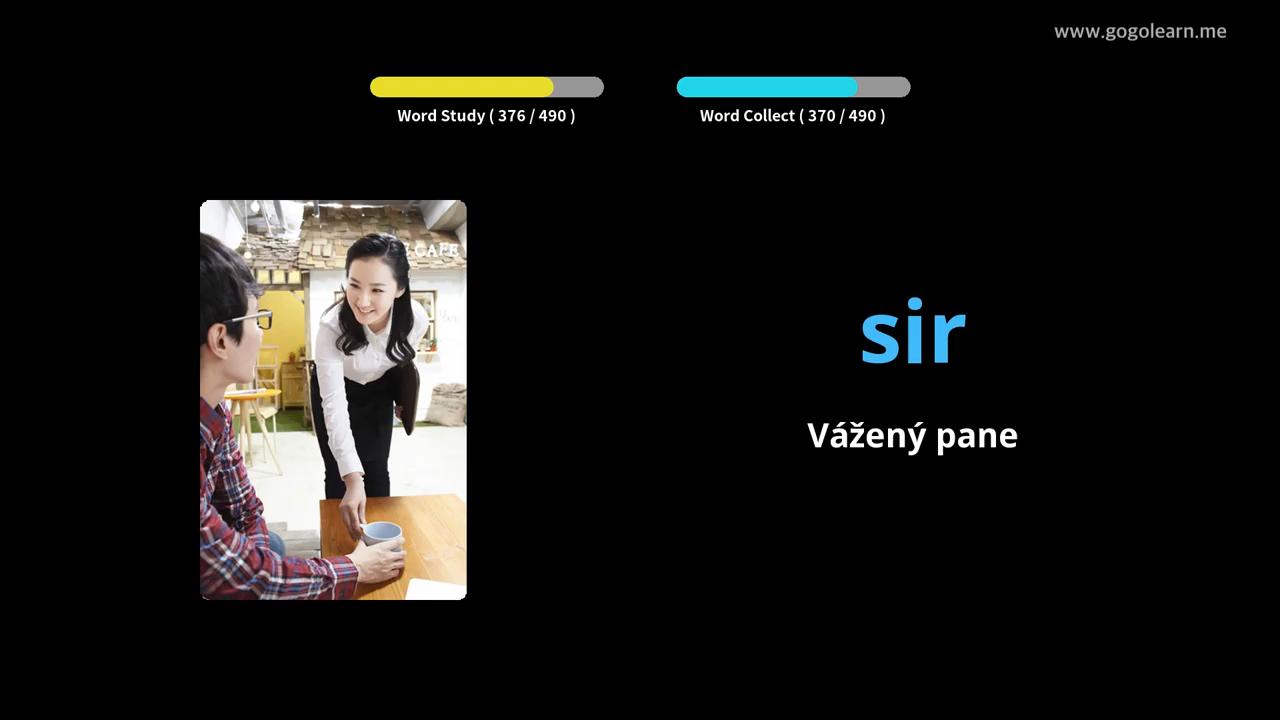 www.gogolearn.me
Word Study ( 376 / 490 )
Word Collect ( 370 / 490 )
CAFE
sir
Vážený pane